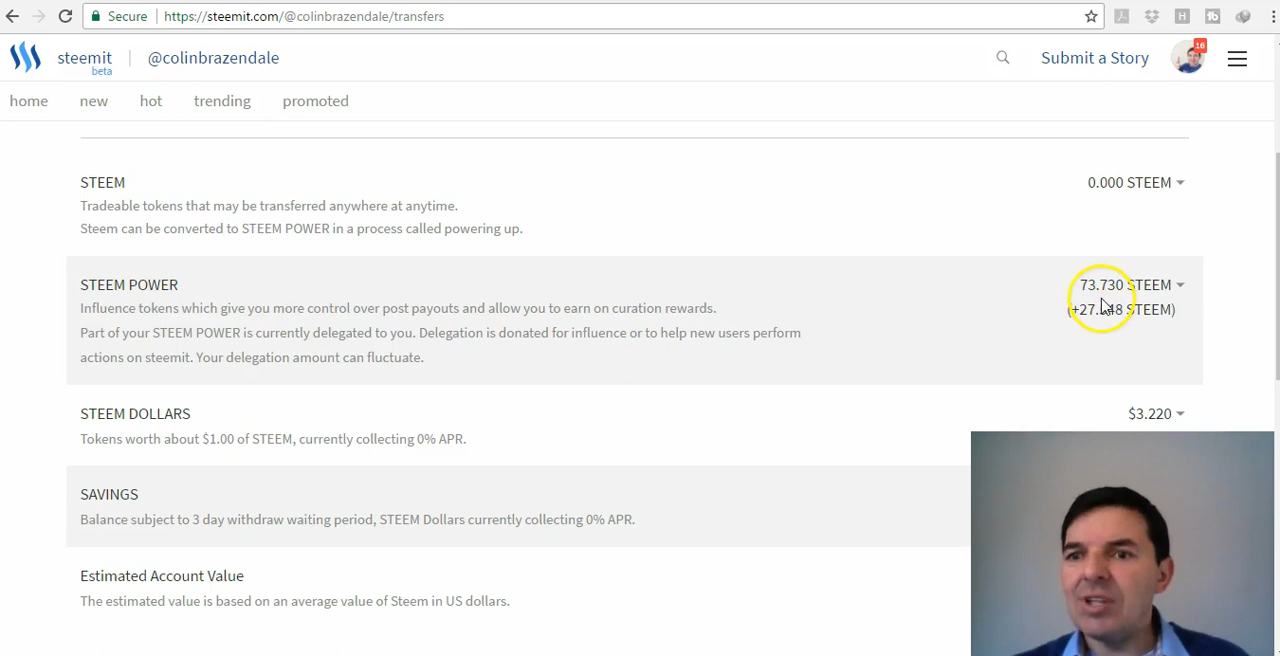 Secure https://steemit.com/@colinbrazendale/transfers
steemit
beta
@colinbrazendale
Submit a Story
16
home new hot trending promoted
STEEM
0.000 STEEM
Tradeable tokens that may be transferred anywhere at anytime.
Steem can be converted to STEEM POWER in a process called powering up.
STEEM POWER
73.730 STEEM
Influence tokens which give you more control over post payouts and allow you to earn on curation rewards.
STEEM)
Part of your STEEM POWER is currently delegated to you. Delegation is donated for influence or to help new users perform
actions on steemit. Your delegation amount can fluctuate.
STEEM DOLLARS
$3.220
Tokens worth about $1.00 of STEEM, currently collecting 0% APR.
SAVINGS
Balance subject to 3 day withdraw waiting period, STEEM Dollars currently collecting 0% APR.
Estimated Account Value
The estimated value is based on an average value of Steem in US dollars.